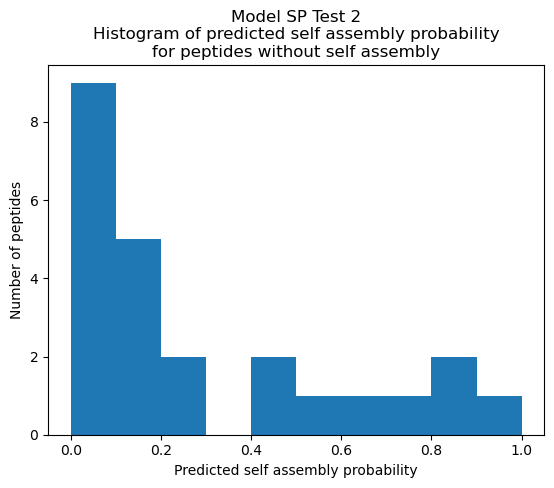 Model SP Test 2
Histogram of predicted self assembly probability
for peptides without self assembly
Number of peptides
8
6
4
2
0
0.0 0.2 0.4 0.6 0.8 1.0
Predicted self assembly probability